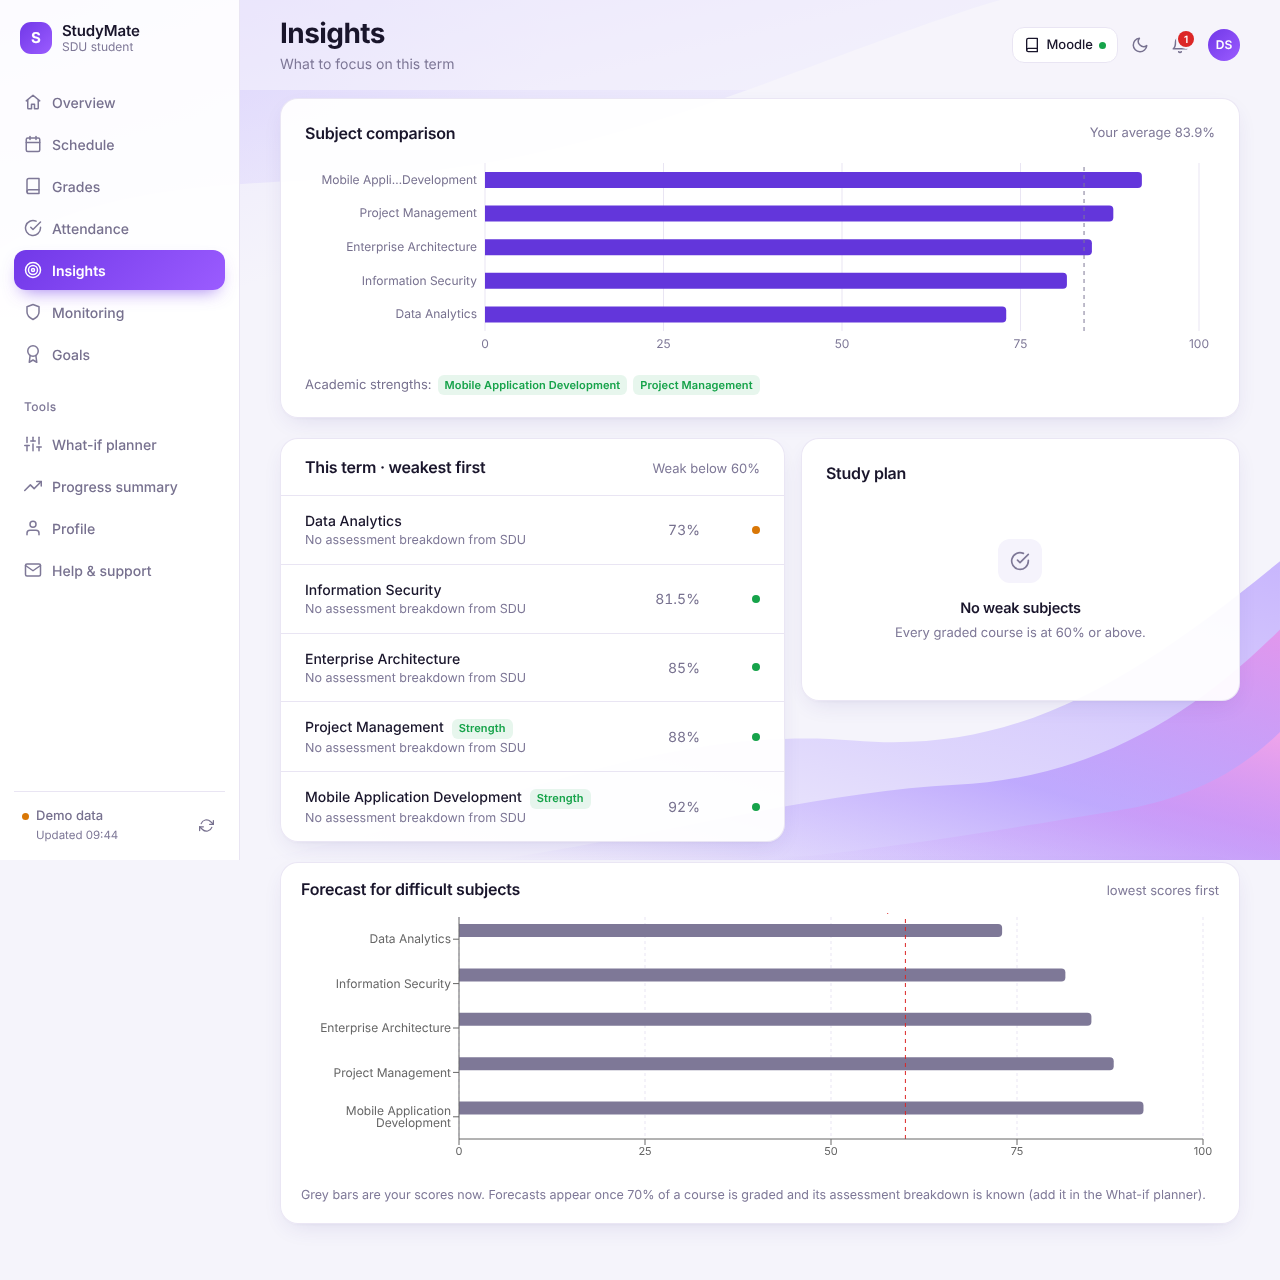 S
StudyMate
SDU student
Overview
Schedule
Grades
Attendance
Insights
Monitoring
Goals
Tools
What-if planner
Progress summary
Profile
Help & support
Demo data
Updated 09:44
Insights
What to focus on this term
Moodle
1
DS
Subject comparison
Your average 83.9%
Mobile Appli...Development
Project Management
Enterprise Architecture
Information Security
Data Analytics
0 25 50 75 100
Academic strengths: Mobile Application Development Project Management
This term · weakest first
Weak below 60%
Data Analytics
No assessment breakdown from SDU
73%
Information Security
No assessment breakdown from SDU
81.5%
Enterprise Architecture
No assessment breakdown from SDU
85%
Project Management Strength
No assessment breakdown from SDU
88%
Mobile Application Development Strength
No assessment breakdown from SDU
92%
Study plan
No weak subjects
Every graded course is at 60% or above.
Forecast for difficult subjects
lowest scores first
Data Analytics
Information Security
Enterprise Architecture
Project Management
Mobile Application
Development
0 25 50 75 100
Grey bars are your scores now. Forecasts appear once 70% of a course is graded and its assessment breakdown is known (add it in the What-if planner).